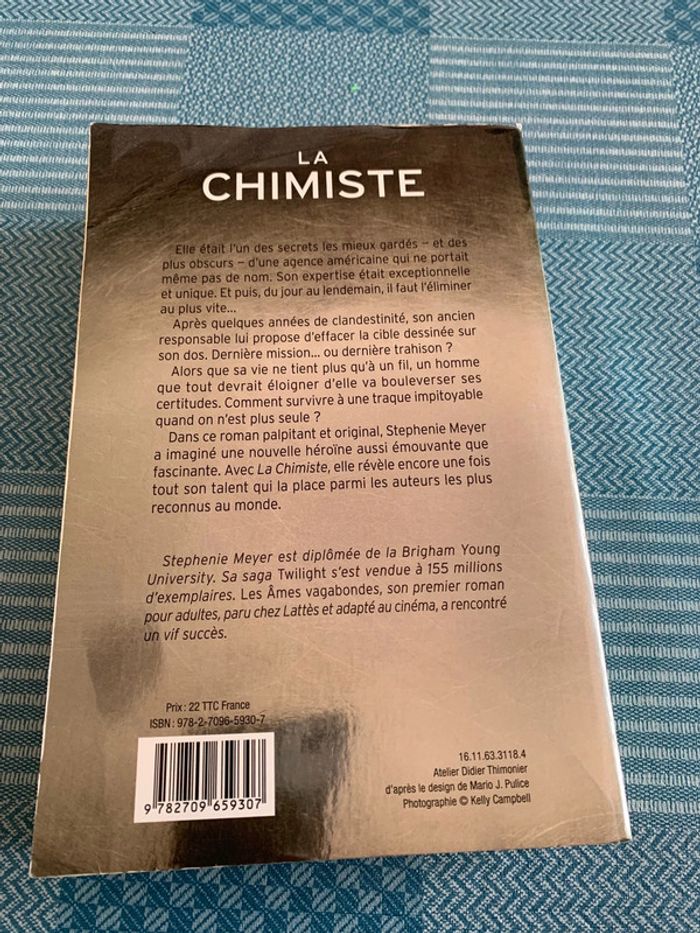 LA
CHIMISTE
Elle était l'un des secrets les mieux gardés – et des
plus obscurs – d'une agence américaine qui ne portait
même pas de nom. Son expertise était exceptionnelle
et unique. Et puis, du jour au lendemain, il faut l'éliminer
au plus vite...
Après quelques années de clandestinité, son ancien
responsable lui propose d'effacer la cible dessinée sur
son dos. Dernière mission... ou dernière trahison ?
Alors que sa vie ne tient plus qu'à un fil, un homme
que tout devrait éloigner d'elle va bouleverser ses
certitudes. Comment survivre à une traque impitoyable
quand on n'est plus seule ?
Dans ce roman palpitant et original, Stephenie Meyer
a imaginé une nouvelle héroïne aussi émouvante que
fascinante. Avec La Chimiste, elle révèle encore une fois
tout son talent qui la place parmi les auteurs les plus
reconnus au monde.
Stephenie Meyer est diplômée de la Brigham Young
University. Sa saga Twilight s'est vendue à 155 millions
d'exemplaires. Les Âmes vagabondes, son premier roman
pour adultes, paru chez Lattès et adapté au cinéma, a rencontré
un vif succès.
Prix : 22 TTC France
ISBN : 978-2-7096-5930-7
9 782709 659307
16.11.63.3118.4
Atelier Didier Thimonier
d'après le design de Mario J. Pulice
Photographie © Kelly Campbell